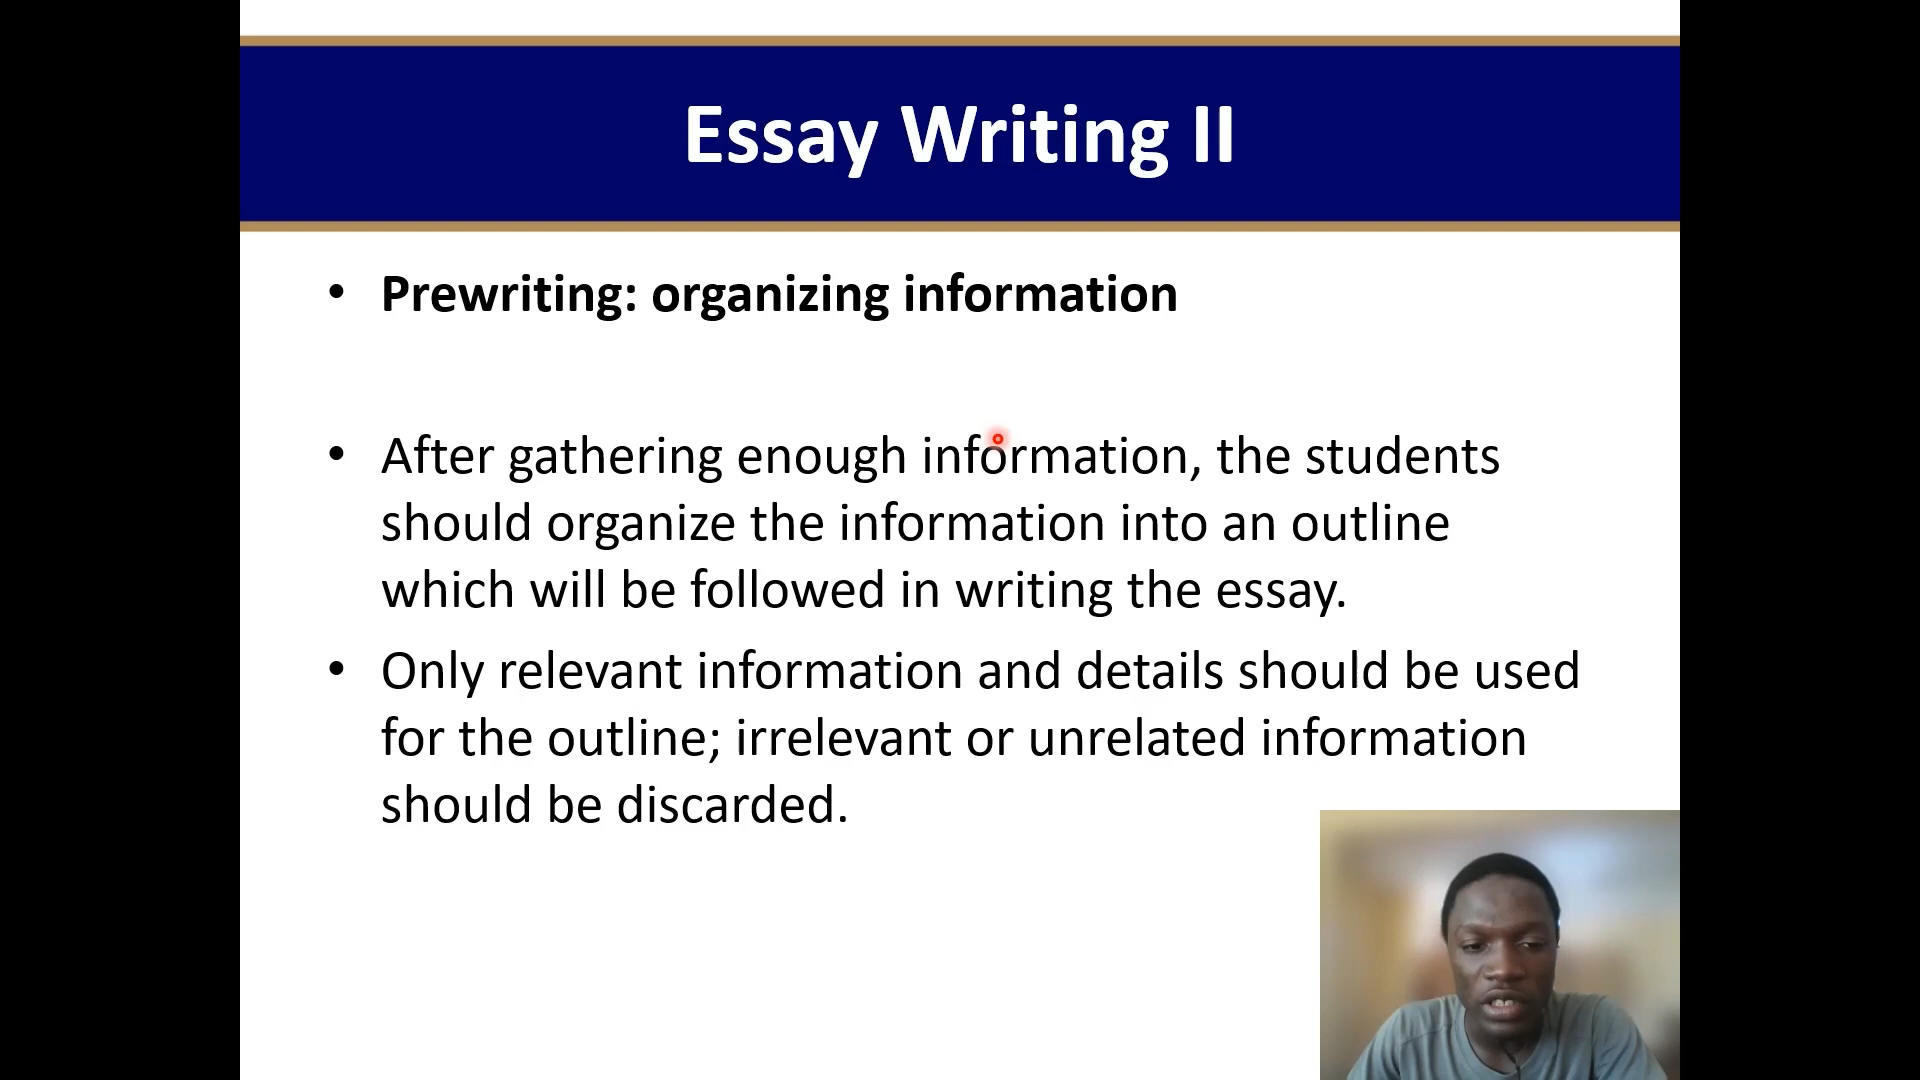 Essay Writing II
• Prewriting: organizing information
• After gathering enough information, the students
should organize the information into an outline
which will be followed in writing the essay.
• Only relevant information and details should be used
for the outline; irrelevant or unrelated information
should be discarded.